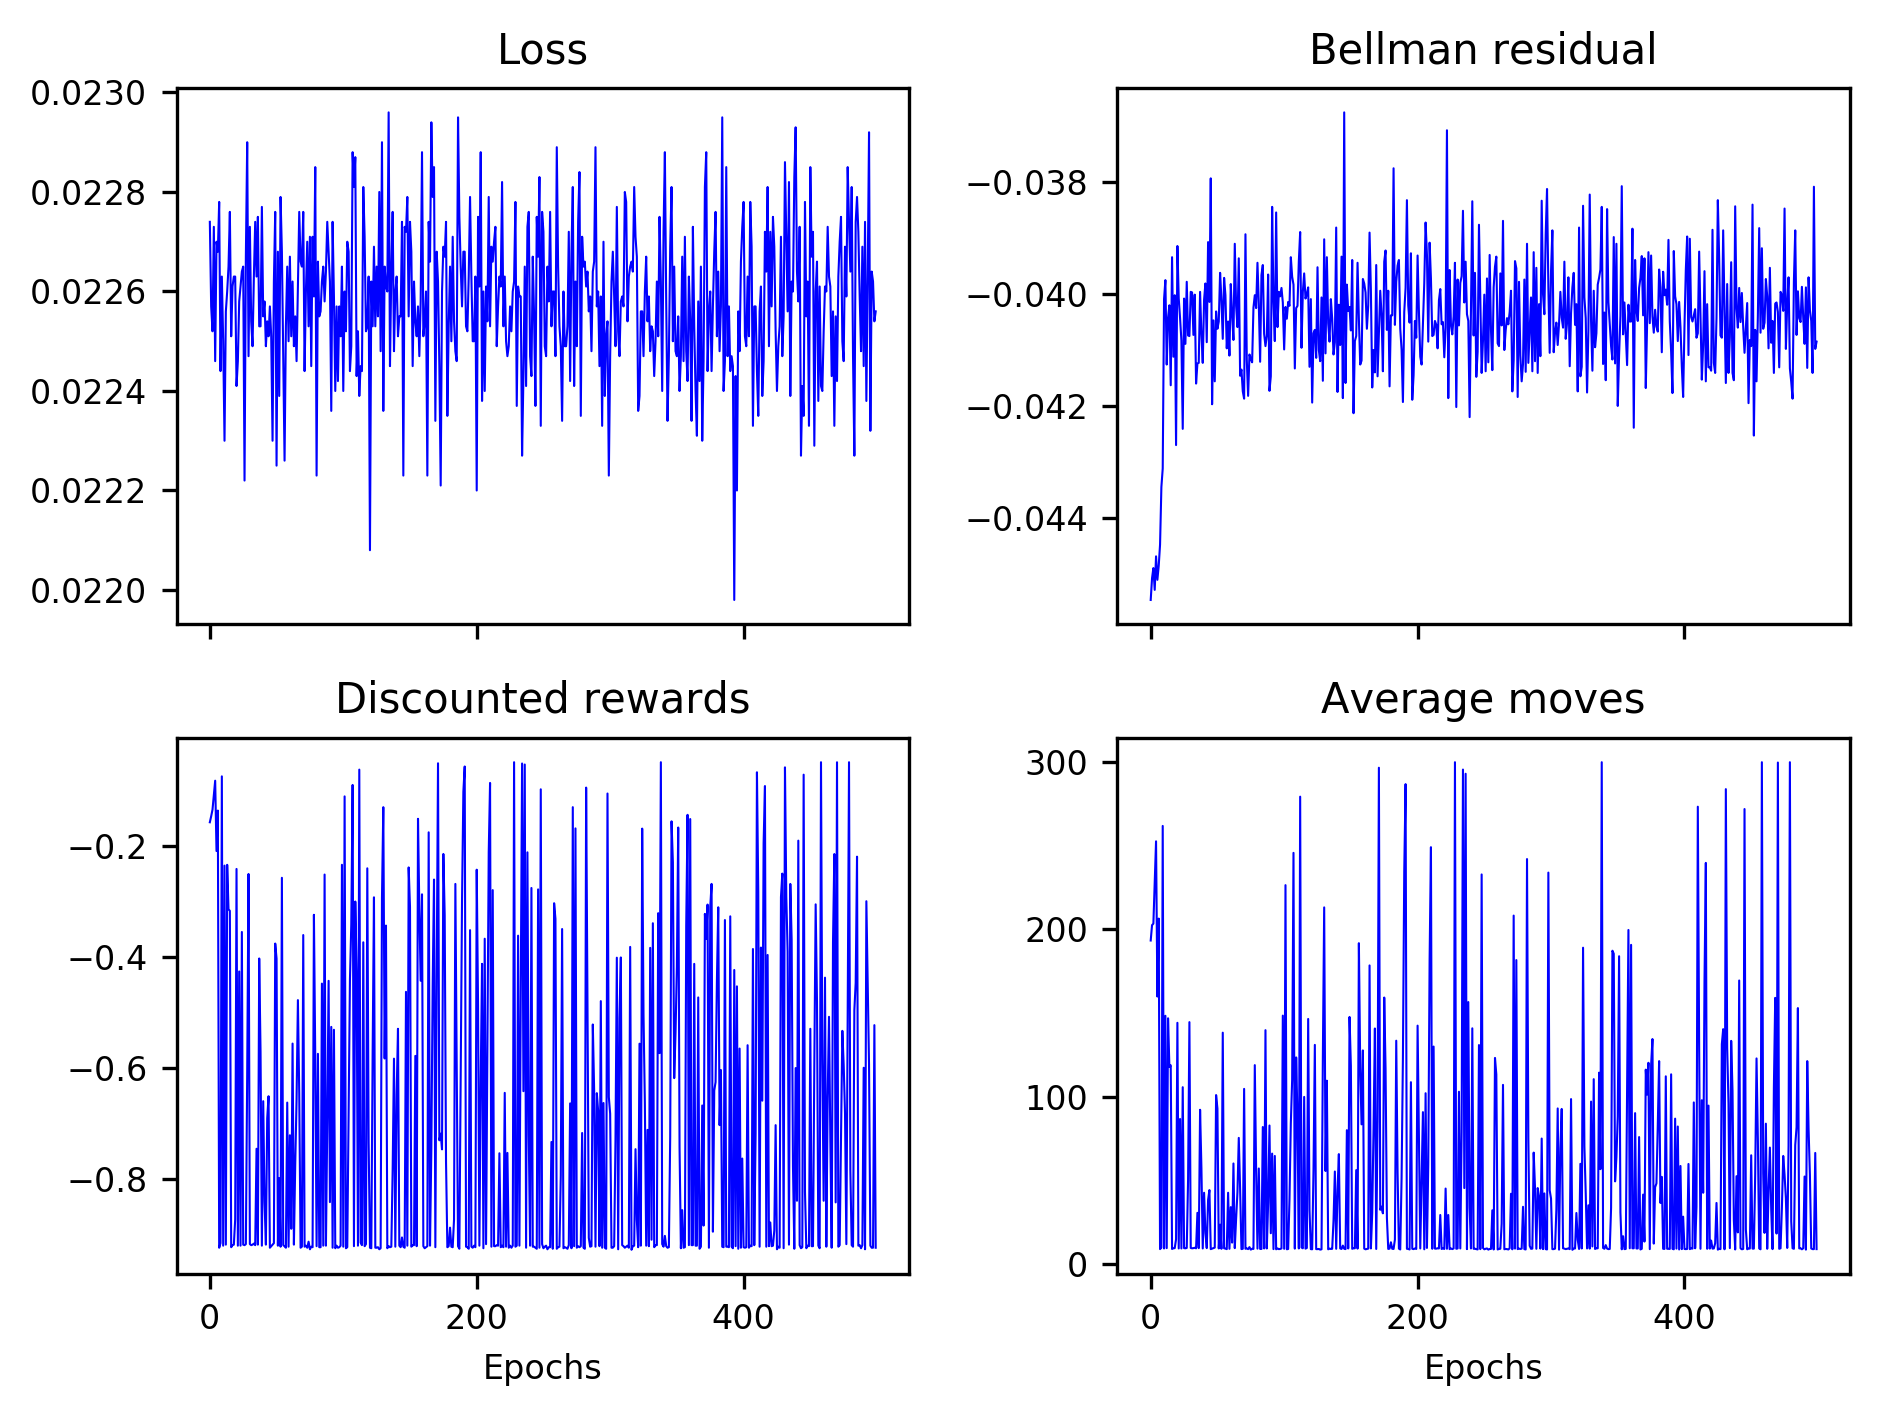 Loss
Bellman residual
0.0230
0.0228
0.0226
0.0224
0.0222
0.0220
−0.038
−0.040
−0.042
−0.044
Discounted rewards
Average moves
−0.2
−0.4
−0.6
−0.8
300
200
100
0
0 200 400
0 200 400
Epochs
Epochs